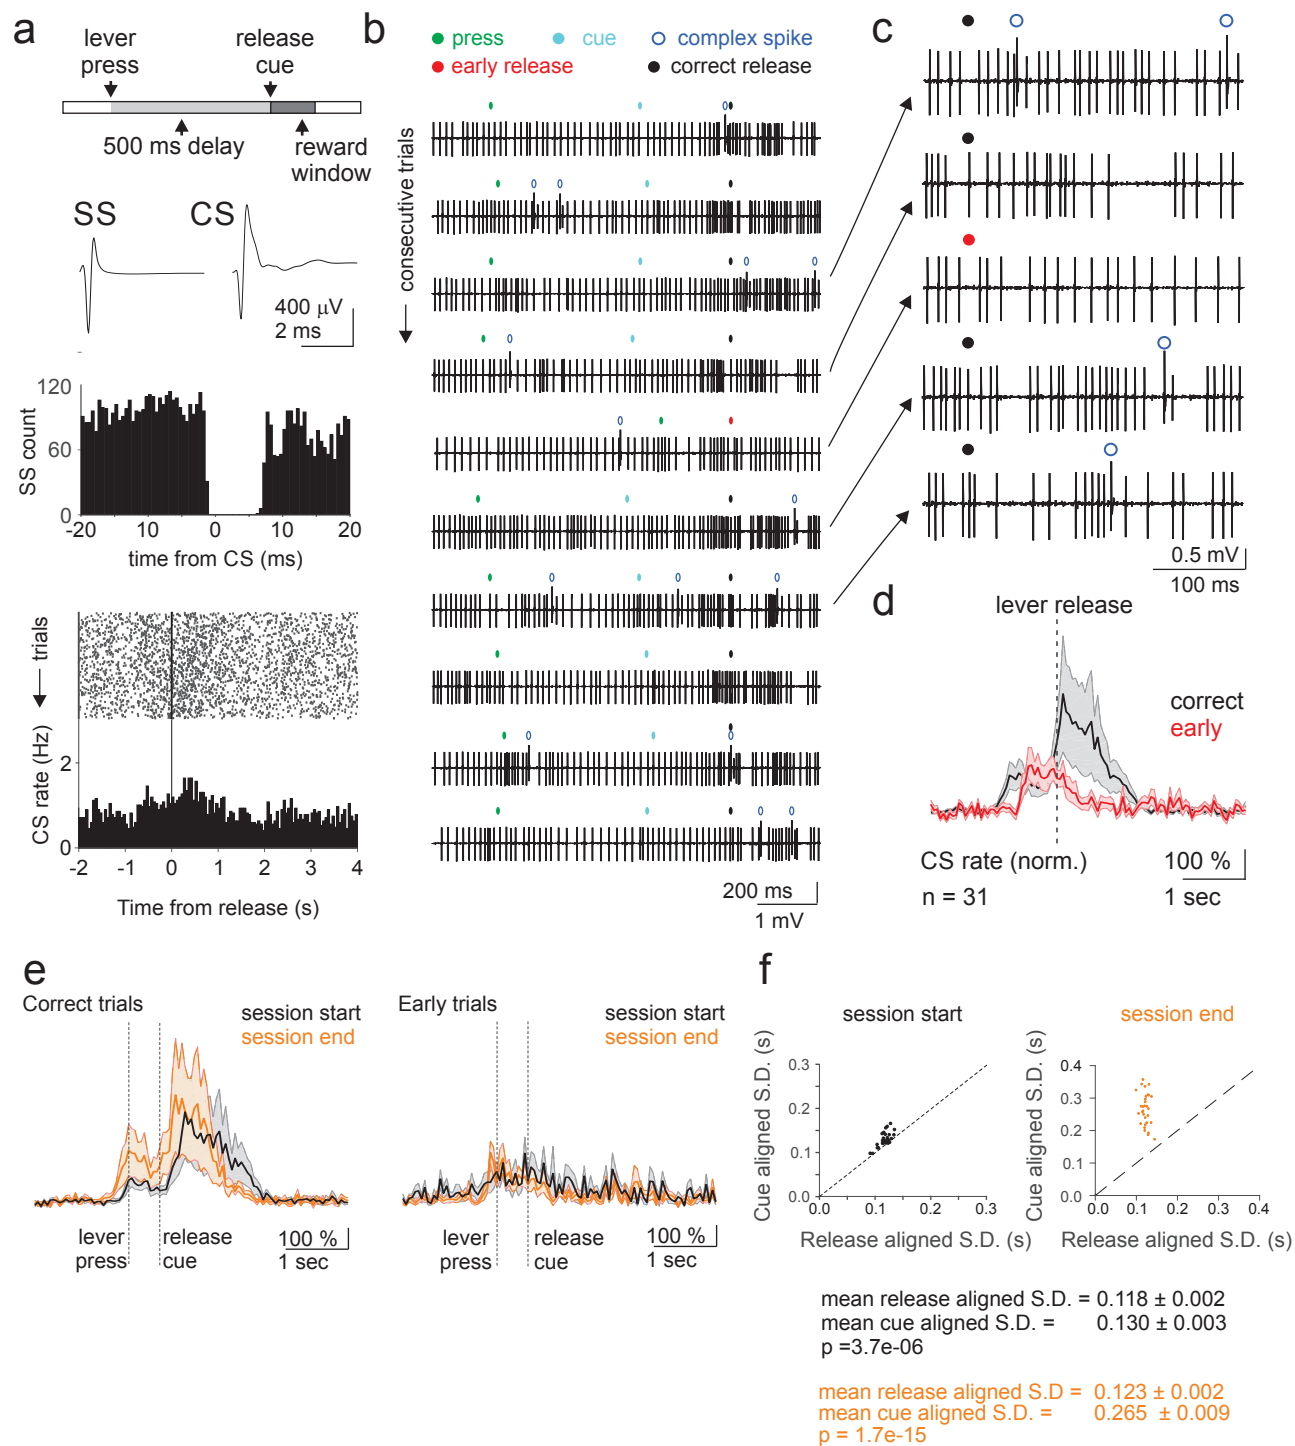 a
lever
press
release
cue
500 ms delay
reward
window
SS
CS
400 µV
2 ms
120
60
0
SS count
-20
10
0
10
20
time from CS (ms)
trials
CS rate (Hz)
2
0
-2
-1
0
1
2
3
4
Time from release (s)
b
press
cue
complex spike
early release
correct release
consecutive trials
200 ms
1 mV
c
0.5 mV
100 ms
d
lever release
correct
early
CS rate (norm.)
n = 31
100 %
1 sec
e
Correct trials
session start
session end
lever
press
release
cue
100 %
1 sec
Early trials
session start
session end
lever
press
release
cue
100 %
1 sec
f
session start
Cue aligned S.D. (s)
0.3
0.2
0.1
0.0
0.0
0.1
0.2
0.3
Release aligned S.D. (s)
session end
Cue aligned S.D. (s)
0.4
0.3
0.2
0.1
0.0
0.0
0.1
0.2
0.3
0.4
Release aligned S.D. (s)
mean release aligned S.D. = 0.118 ± 0.002
mean cue aligned S.D. = 0.130 ± 0.003
p =3.7e-06
mean release aligned S.D = 0.123 ± 0.002
mean cue aligned S.D. = 0.265 ± 0.009
p = 1.7e-15